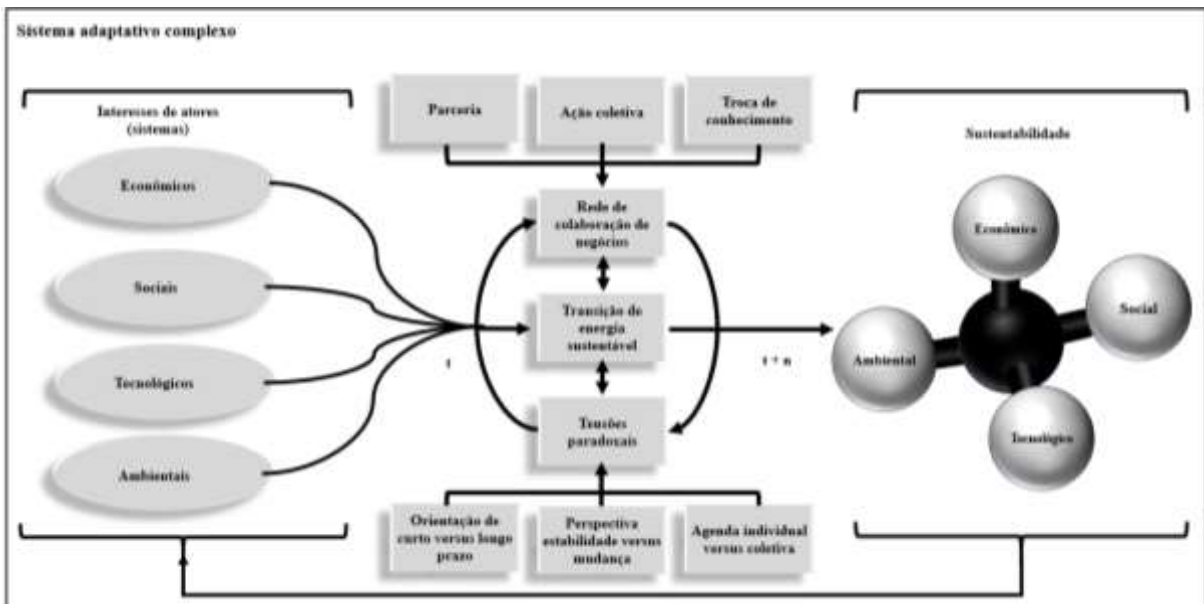 Sistema adaptativo complexo
Interesses de atores
(sistemas)
Econômicos
Sociais
Tecnológicos
Ambientais
Parceria
Ação coletiva
Troca de
conhecimento
Rede de
colaboração de
negócios
Transição de
energia
sustentável
Tensões
paradoxais
t
t + n
Orientação de
curto versus longo
prazo
Perspectiva
estabilidade versus
mudança
Agenda individual
versus coletiva
Sustentabilidade
Econômico
Social
Ambiental
Tecnológico